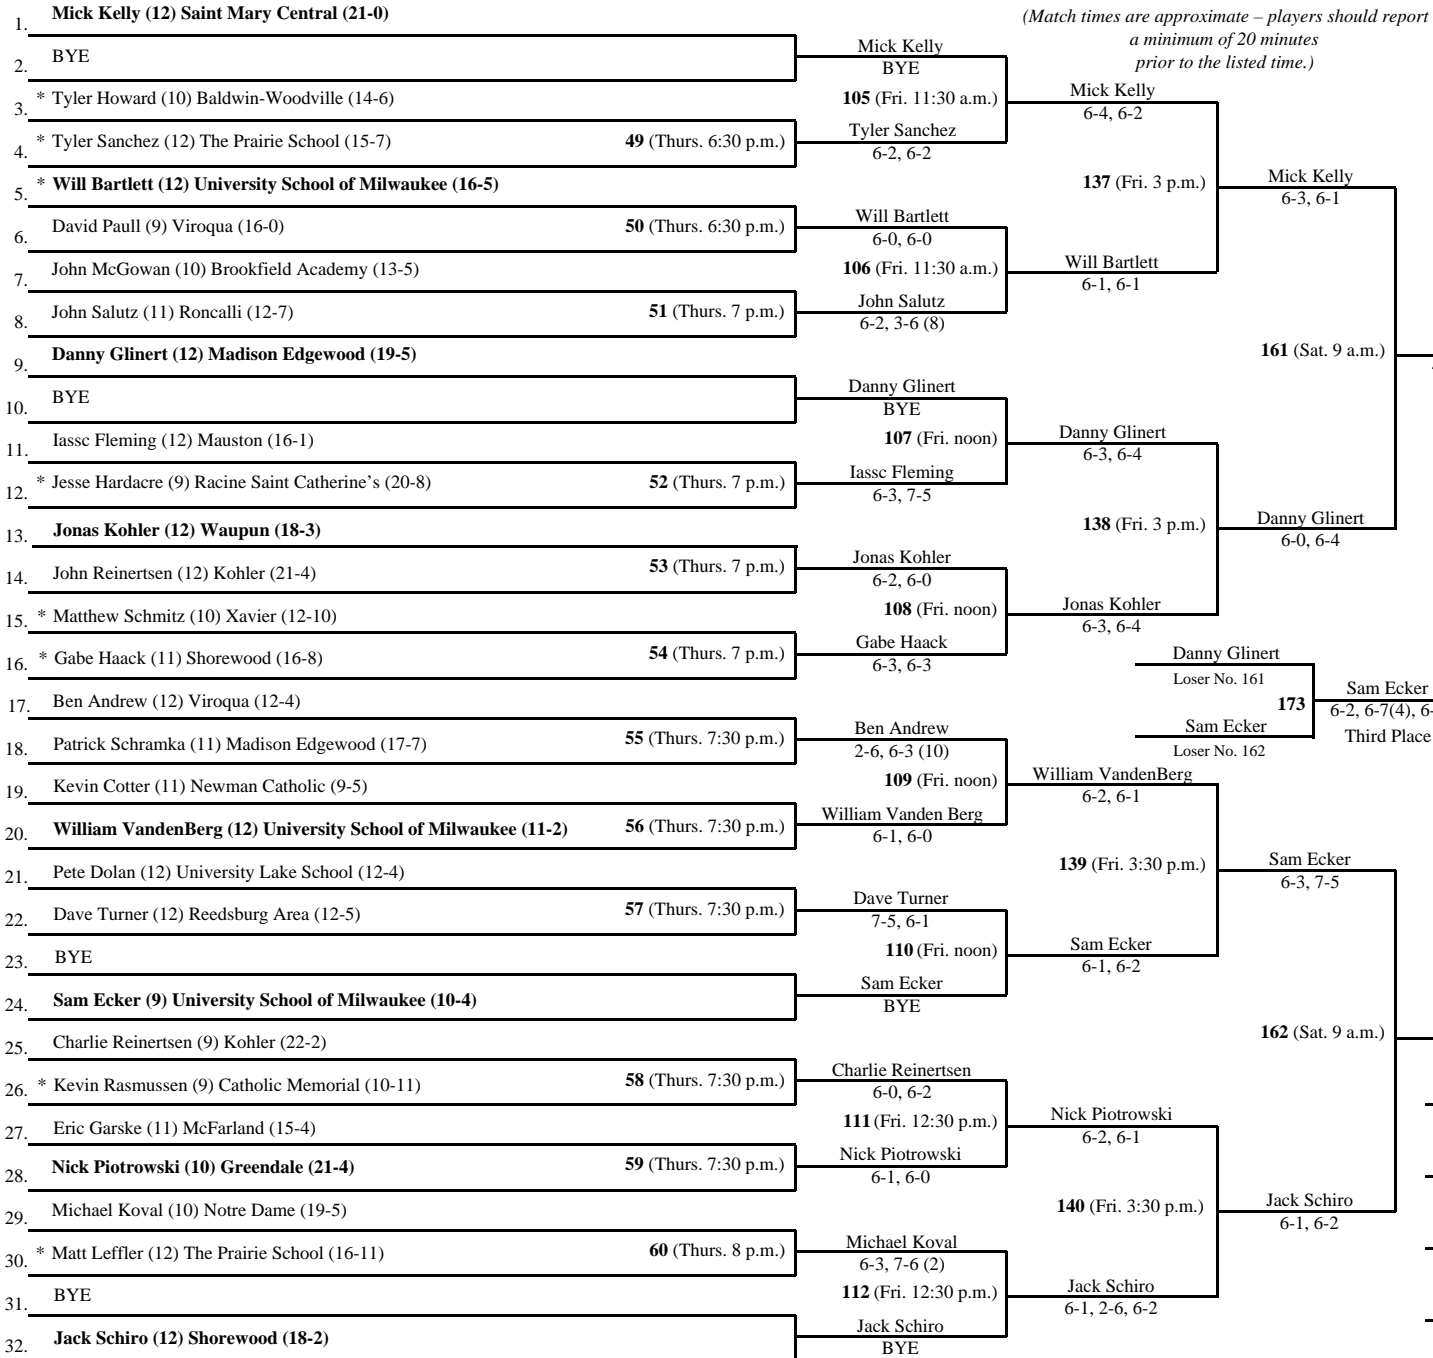 (Match times are approximate – players should report
a minimum of 20 minutes
prior to the listed time.)
1. Mick Kelly (12) Saint Mary Central (21-0)
2. BYE
3. * Tyler Howard (10) Baldwin-Woodville (14-6)
4. * Tyler Sanchez (12) The Prairie School (15-7) 49 (Thurs. 6:30 p.m.)
5. * Will Bartlett (12) University School of Milwaukee (16-5)
6. David Paull (9) Viroqua (16-0) 50 (Thurs. 6:30 p.m.)
7. John McGowan (10) Brookfield Academy (13-5)
8. John Salutz (11) Roncalli (12-7) 51 (Thurs. 7 p.m.)
9. Danny Glinert (12) Madison Edgewood (19-5)
10. BYE
11. Iassc Fleming (12) Mauston (16-1)
12. * Jesse Hardacre (9) Racine Saint Catherine’s (20-8) 52 (Thurs. 7 p.m.)
13. Jonas Kohler (12) Waupun (18-3)
14. John Reinertsen (12) Kohler (21-4) 53 (Thurs. 7 p.m.)
15. * Matthew Schmitz (10) Xavier (12-10)
16. * Gabe Haack (11) Shorewood (16-8) 54 (Thurs. 7 p.m.)
17. Ben Andrew (12) Viroqua (12-4)
18. Patrick Schramka (11) Madison Edgewood (17-7) 55 (Thurs. 7:30 p.m.)
19. Kevin Cotter (11) Newman Catholic (9-5)
20. William VandenBerg (12) University School of Milwaukee (11-2) 56 (Thurs. 7:30 p.m.)
21. Pete Dolan (12) University Lake School (12-4)
22. Dave Turner (12) Reedsburg Area (12-5) 57 (Thurs. 7:30 p.m.)
23. BYE
24. Sam Ecker (9) University School of Milwaukee (10-4)
25. Charlie Reinertsen (9) Kohler (22-2)
26. * Kevin Rasmussen (9) Catholic Memorial (10-11) 58 (Thurs. 7:30 p.m.)
27. Eric Garske (11) McFarland (15-4)
28. Nick Piotrowski (10) Greendale (21-4) 59 (Thurs. 7:30 p.m.)
29. Michael Koval (10) Notre Dame (19-5)
30. * Matt Leffler (12) The Prairie School (16-11) 60 (Thurs. 8 p.m.)
31. BYE
32. Jack Schiro (12) Shorewood (18-2)
Mick Kelly
BYE
105 (Fri. 11:30 a.m.)
Tyler Sanchez
6-2, 6-2
Will Bartlett
6-0, 6-0
106 (Fri. 11:30 a.m.)
John Salutz
6-2, 3-6 (8)
Danny Glinert
BYE
107 (Fri. noon)
Iassc Fleming
6-3, 7-5
Jonas Kohler
6-2, 6-0
108 (Fri. noon)
Gabe Haack
6-3, 6-3
Ben Andrew
2-6, 6-3 (10)
109 (Fri. noon)
William Vanden Berg
6-1, 6-0
Dave Turner
7-5, 6-1
110 (Fri. noon)
Sam Ecker
BYE
Charlie Reinertsen
6-0, 6-2
111 (Fri. 12:30 p.m.)
Nick Piotrowski
6-1, 6-0
Michael Koval
6-3, 7-6 (2)
112 (Fri. 12:30 p.m.)
Jack Schiro
BYE
Mick Kelly
6-4, 6-2
137 (Fri. 3 p.m.)
Will Bartlett
6-1, 6-1
Danny Glinert
6-3, 6-4
138 (Fri. 3 p.m.)
Jonas Kohler
6-3, 6-4
William VandenBerg
6-2, 6-1
139 (Fri. 3:30 p.m.)
Sam Ecker
6-1, 6-2
Nick Piotrowski
6-2, 6-1
140 (Fri. 3:30 p.m.)
Jack Schiro
6-1, 2-6, 6-2
Mick Kelly
6-3, 6-1
161 (Sat. 9 a.m.)
Danny Glinert
6-0, 6-4
Danny Glinert
Loser No. 161
173
Sam Ecker
Loser No. 162
Sam Ecker
6-2, 6-7(4), 6-
Third Place
Sam Ecker
6-3, 7-5
162 (Sat. 9 a.m.)
Jack Schiro
6-1, 6-2